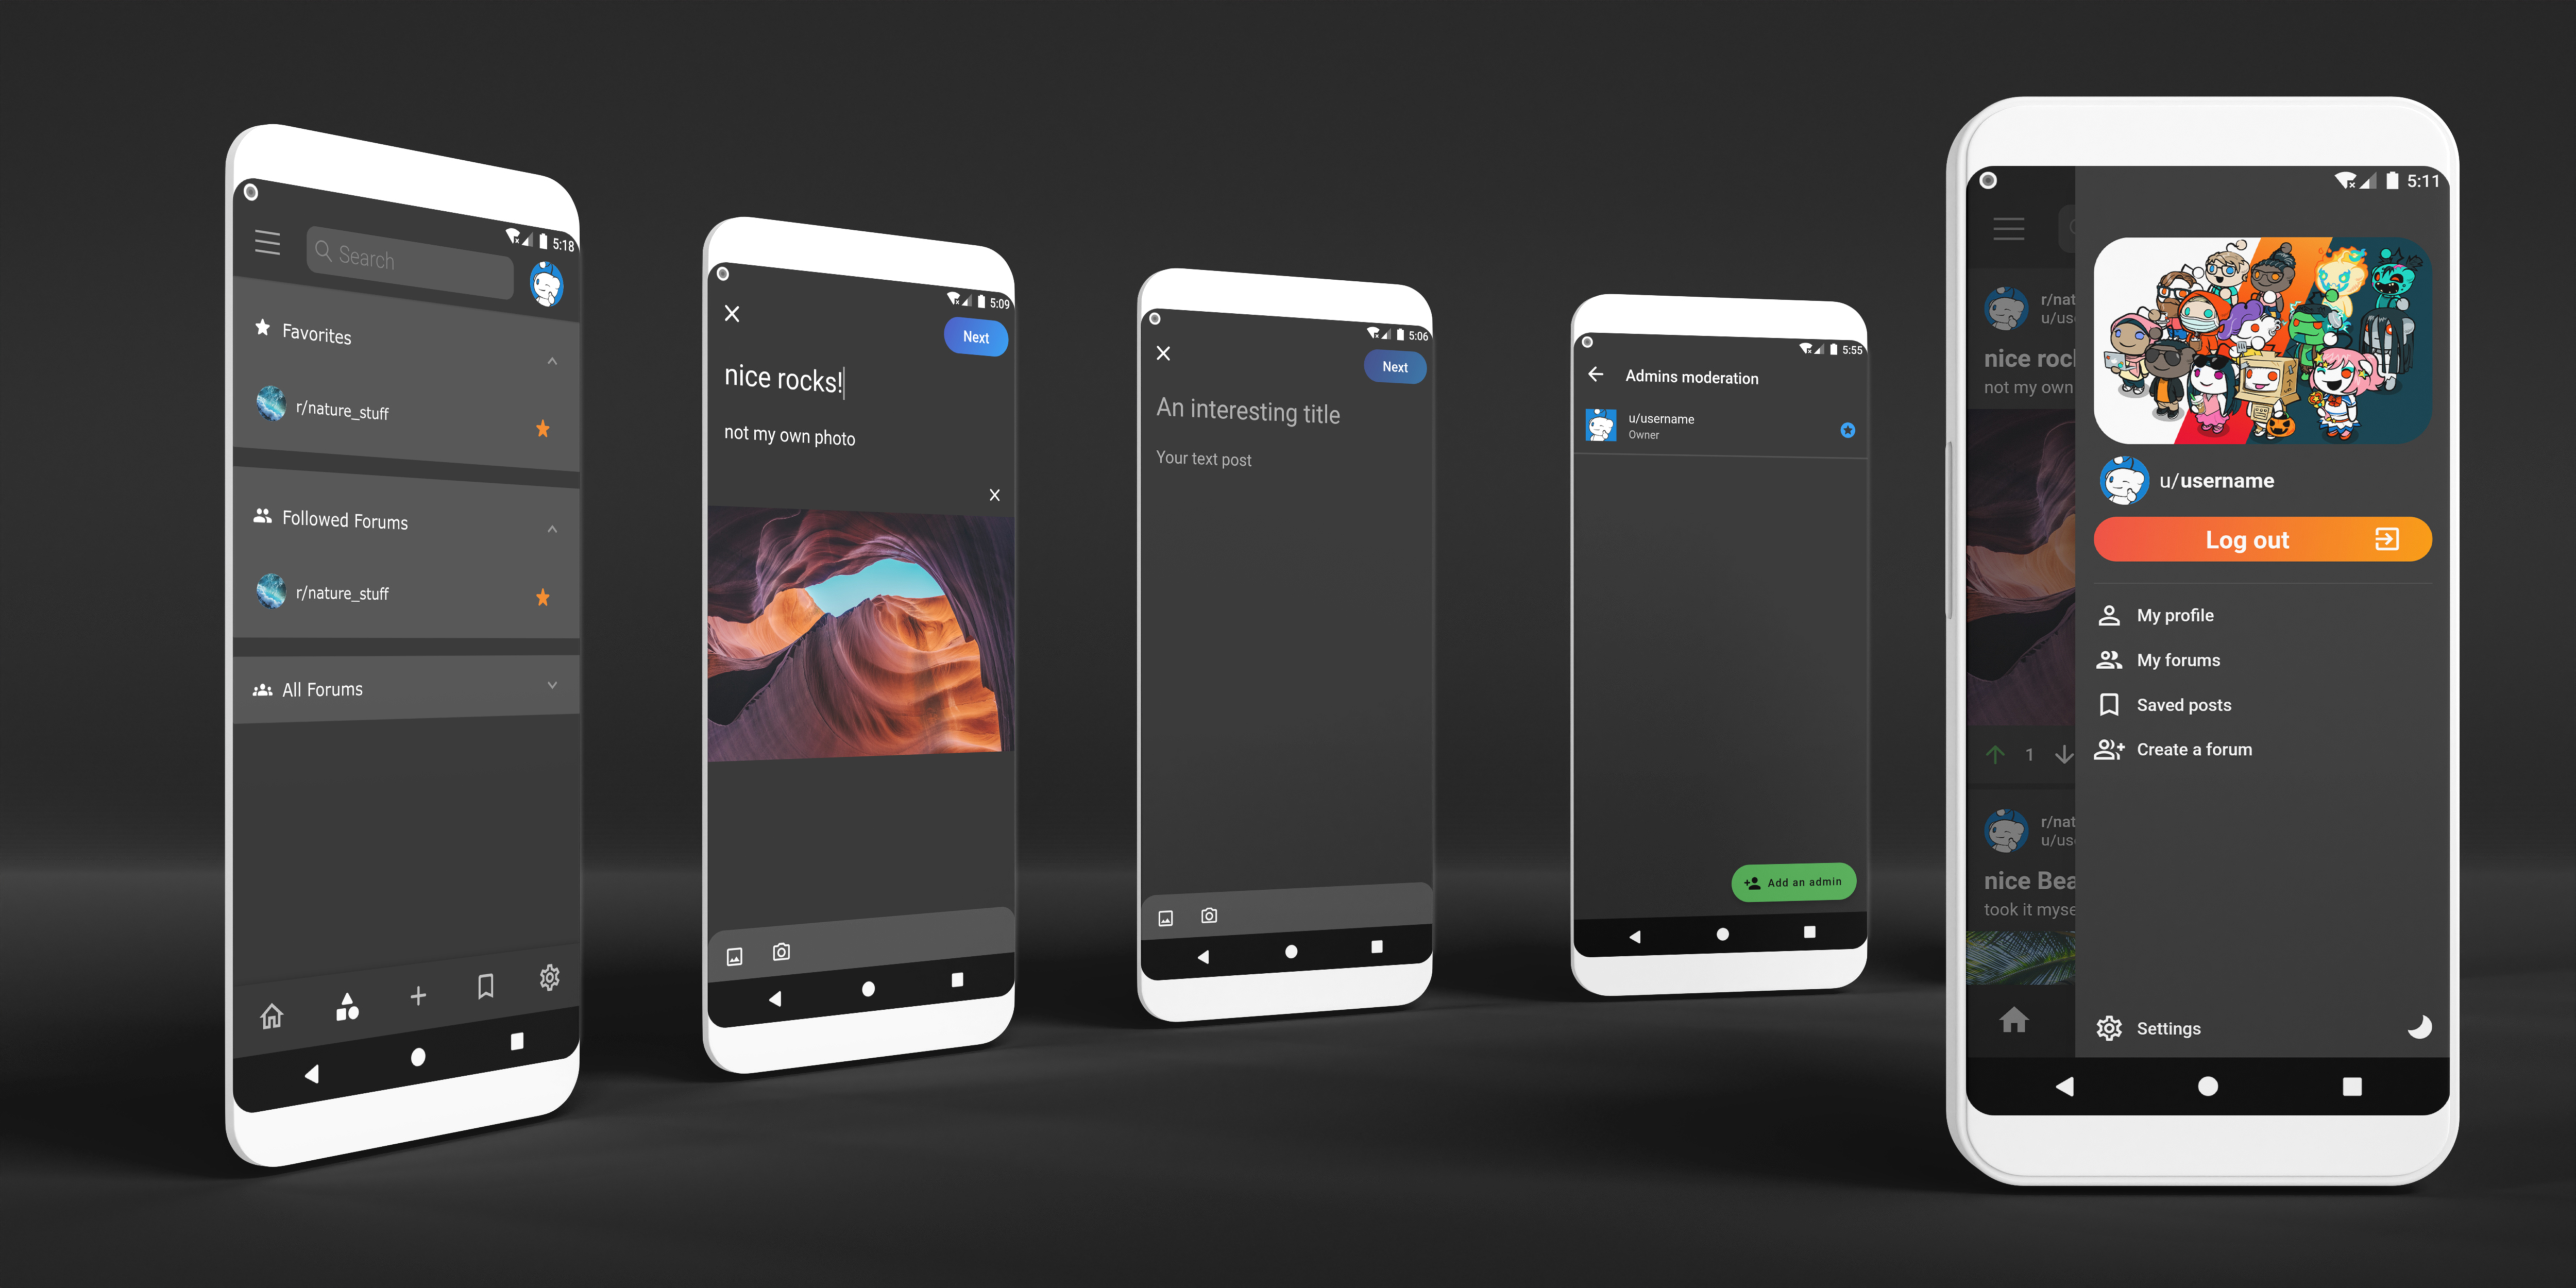 5:18
Search
Favorites
r/nature_stuff
Followed Forums
r/nature_stuff
All Forums
5:09
Next
nice rocks!
not my own photo
5:06
Next
An interesting title
Your text post
5:55
Admins moderation
u/username
Owner
Add an admin
5:11
r/nat
u/us
nice roc
not my own
1
r/nat
u/us
nice Bea
took it myse
u/username
Log out
My profile
My forums
Saved posts
Create a forum
Settings